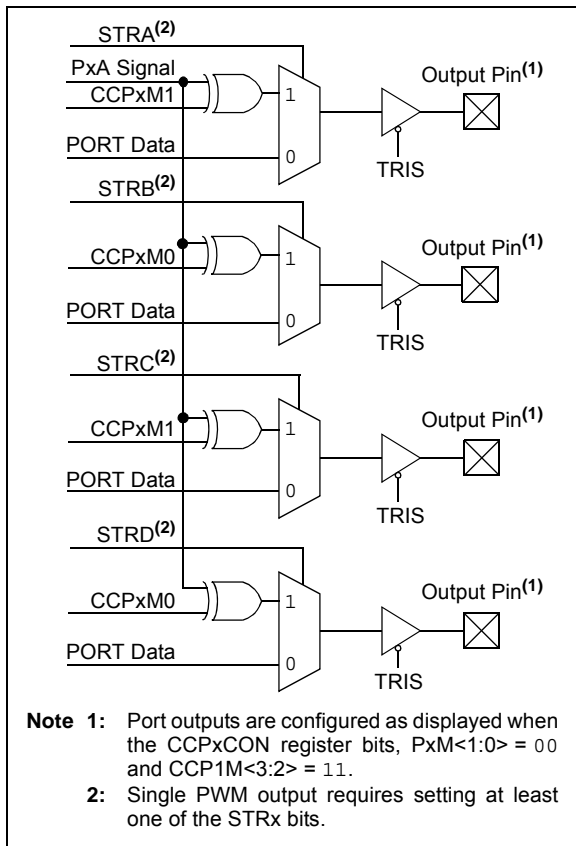 STRA(2)
PxA Signal
Output Pin(1)
CCPxM1
1
PORT Data
0
TRIS
STRB(2)
Output Pin(1)
CCPxM0
1
PORT Data
0
TRIS
STRC(2)
Output Pin(1)
CCPxM1
1
PORT Data
0
TRIS
STRD(2)
Output Pin(1)
CCPxM0
1
PORT Data
0
TRIS
Note 1: Port outputs are configured as displayed when
the CCPxCON register bits, PxM<1:0> = 00
and CCP1M<3:2> = 11.
2: Single PWM output requires setting at least
one of the STRx bits.